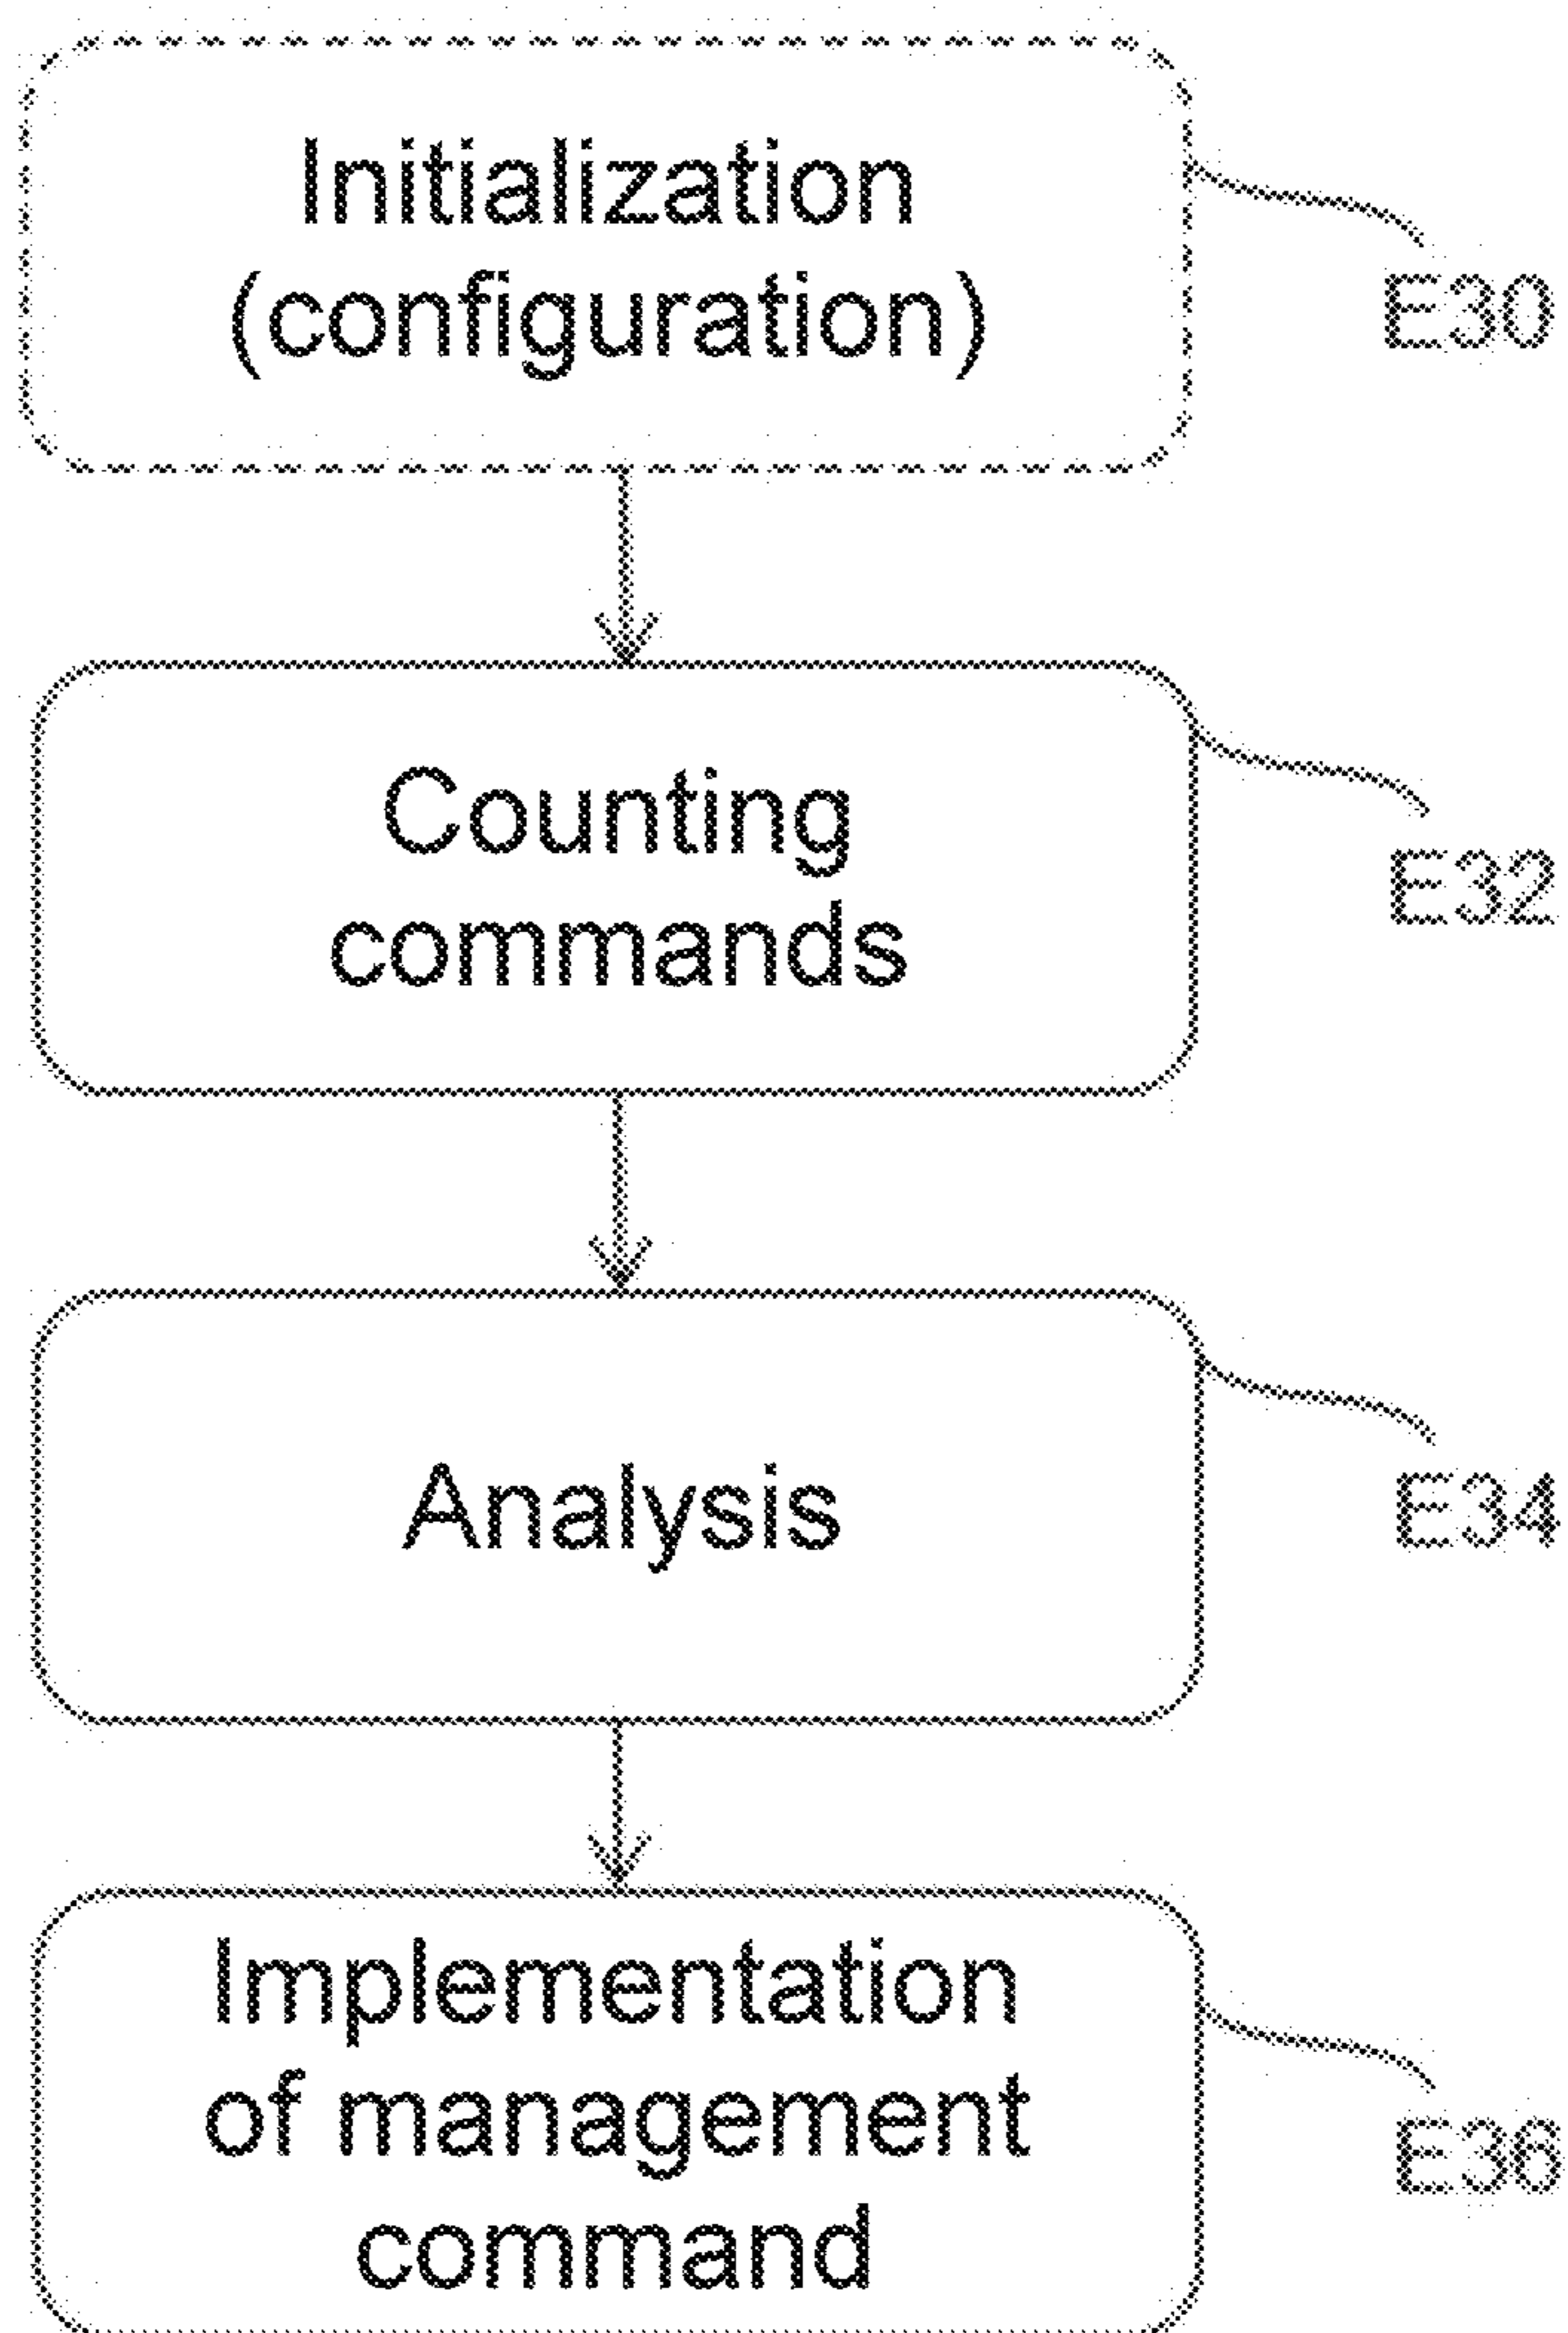 Initialization
(configuration)
E30
Counting
commands
E32
Analysis
E34
Implementation
of management
command
E36